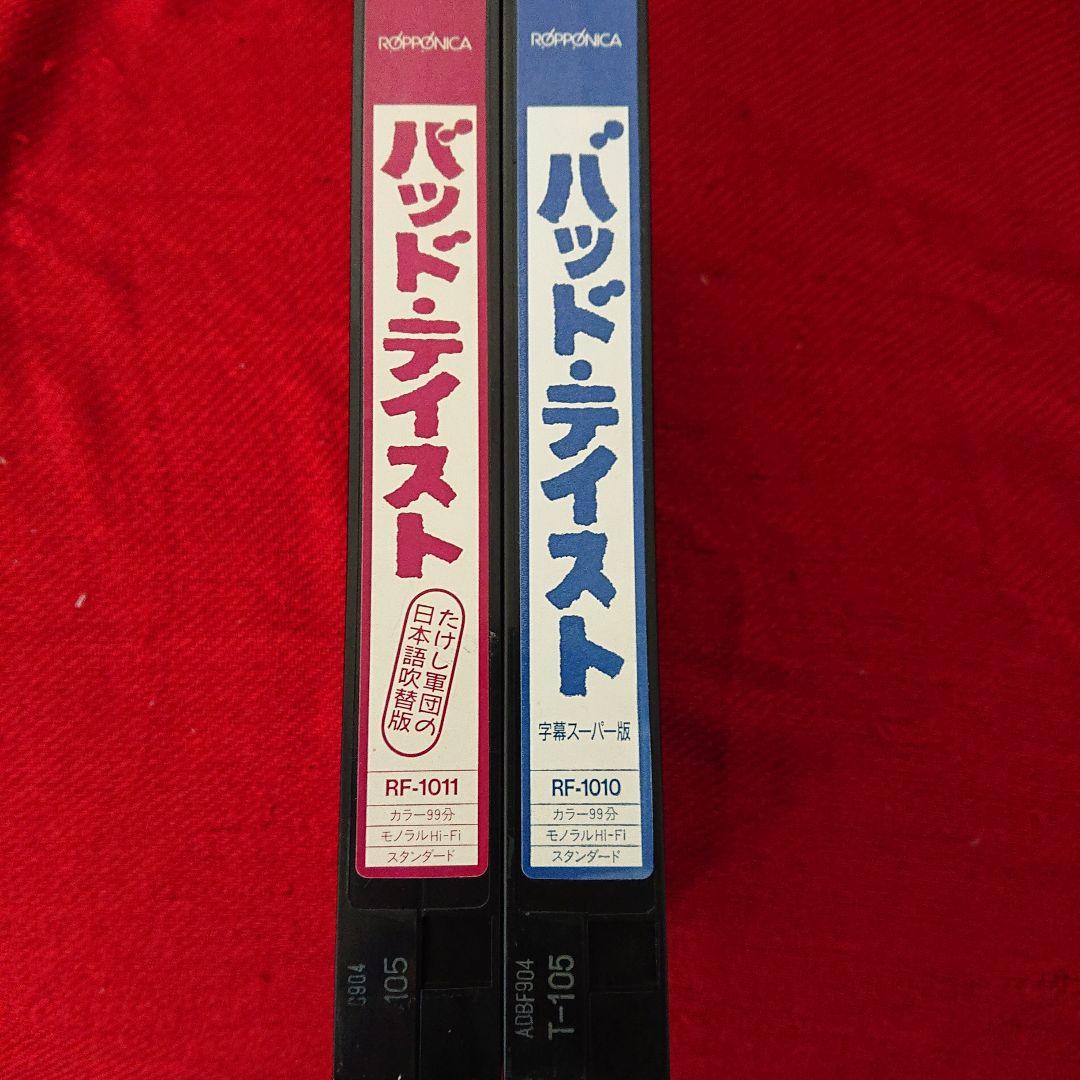 RØPPØNICA
バッド・テイスト
たけし軍団の
日本語吹替版
RF-1011
カラー99分
モノラルHi-Fi
スタンダード
105
RØPPØNICA
バッド・テイスト
字幕スーパー版
RF-1010
カラー99分
モノラルHi-Fi
スタンダード
ADBF904
T-105